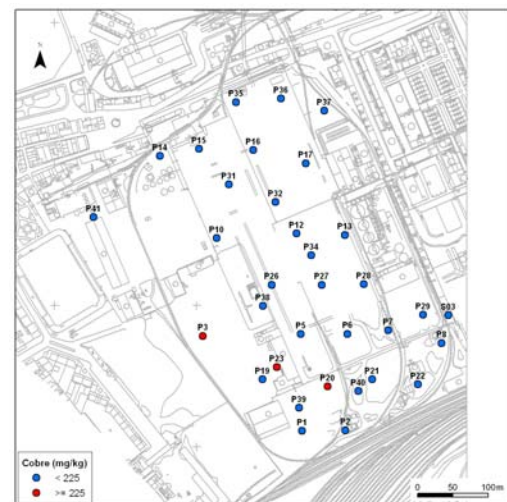 P35
P36
P37
N
P14
P15
P16
P17
P31
P32
P41
P10
P12
P13
P34
P26
P27
P28
P38
P29
S03
P3
P5
P6
P7
P8
P23
P19
P20
P21
P40
P22
P39
P1
P2
Cobre (mg/kg)
< 225
>= 225
0 50 100m